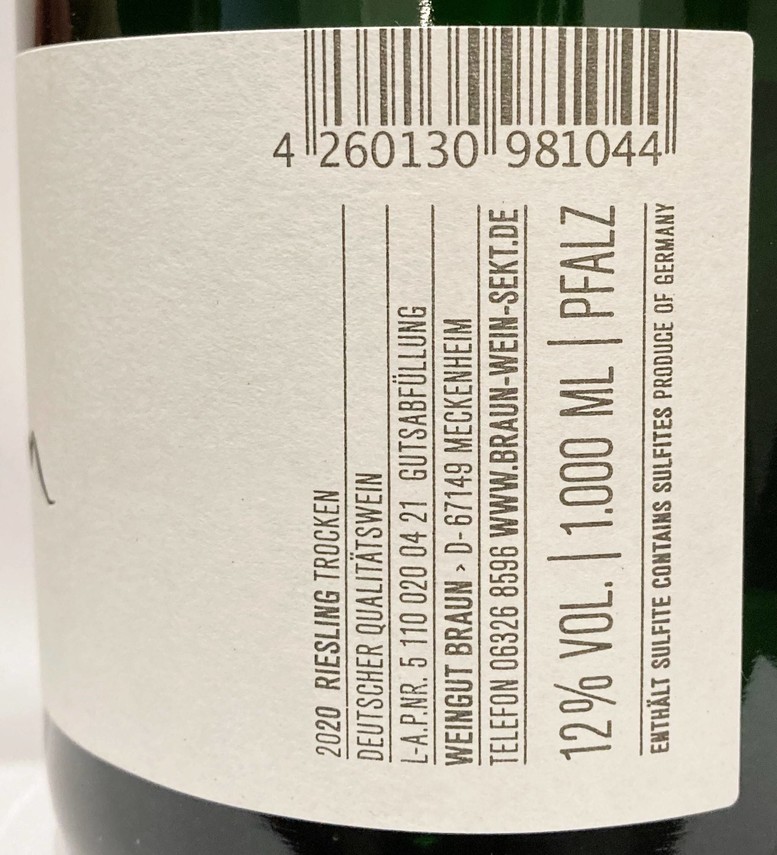 4 260130 981044
2020 RIESLING TROCKEN
DEUTSCHER QUALITÄTSWEIN
L-A.P.NR. 5 110 020 04 21 GUTSABFÜLLUNG
WEINGUT BRAUN > D-67149 MECKENHEIM
TELEFON 06326 8596 WWW.BRAUN-WEIN-SEKT.DE
12% VOL. | 1.000 ML | PFALZ
ENTHÄLT SULFITE CONTAINS SULFITES PRODUCE OF GERMANY